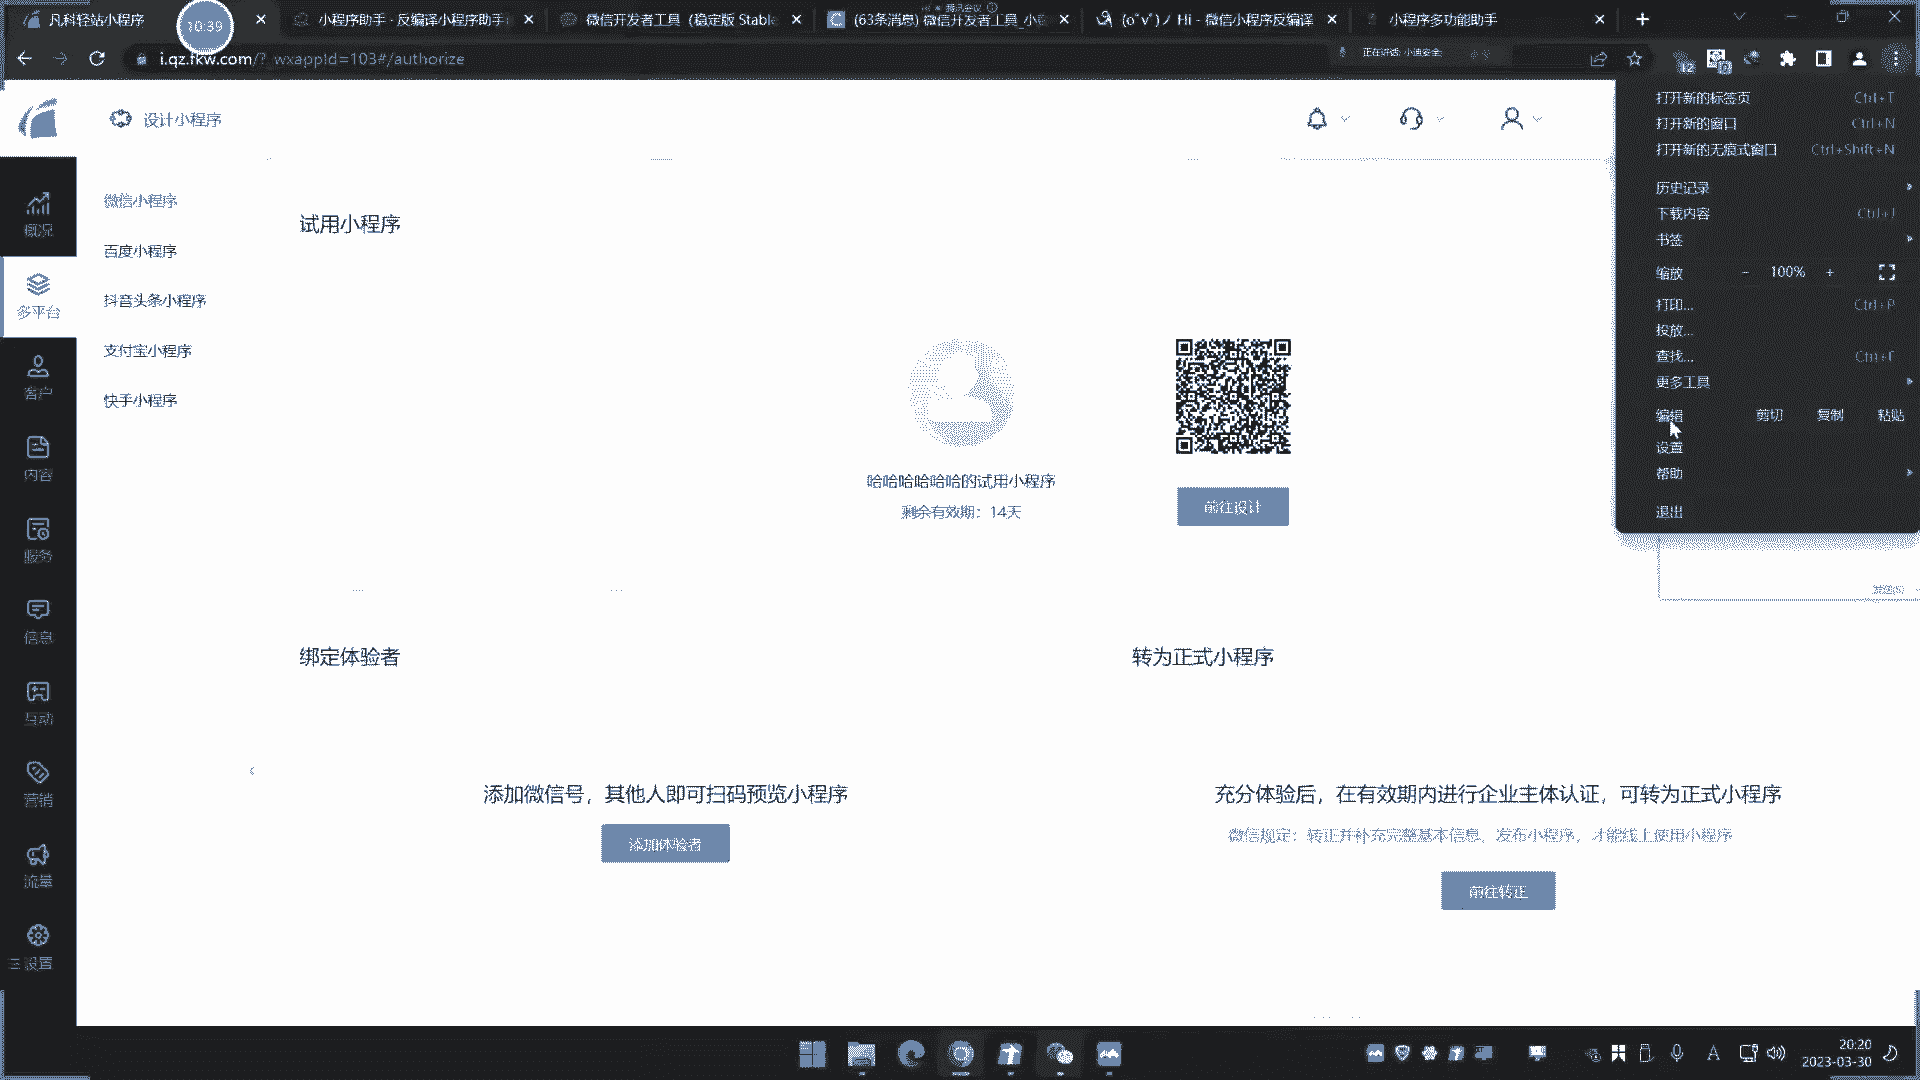 凡科轻站小程序
10:39
小程序助手 - 反编译小程序助手
微信开发者工具 (稳定版 Stable
(63条消息) 微信开发者工具_小程
(o˚v˚)ノ Hi - 微信小程序反编译
小程序多功能助手
腾讯会议
i.qz.fkw.com/?_wxappId=103#/authorize
正在讲话: 小迪安全
12
设计小程序
概况
多平台
客户
内容
服务
信息
互动
营销
流量
设置
微信小程序
百度小程序
抖音头条小程序
支付宝小程序
快手小程序
试用小程序
哈哈哈哈哈哈的试用小程序
剩余有效期：14天
前往设计
绑定体验者
添加微信号，其他人即可扫码预览小程序
添加体验者
转为正式小程序
充分体验后，在有效期内进行企业主体认证，可转为正式小程序
微信规定：转正并补充完整基本信息、发布小程序，才能线上使用小程序
前往转正
打开新的标签页 Ctrl+T
打开新的窗口 Ctrl+N
打开新的无痕式窗口 Ctrl+Shift+N
历史记录
下载内容 Ctrl+J
书签
缩放 - 100% +
打印... Ctrl+P
投放...
查找... Ctrl+F
更多工具
编辑 剪切 复制 粘贴
设置
帮助
退出
A
20:20
2023-03-30